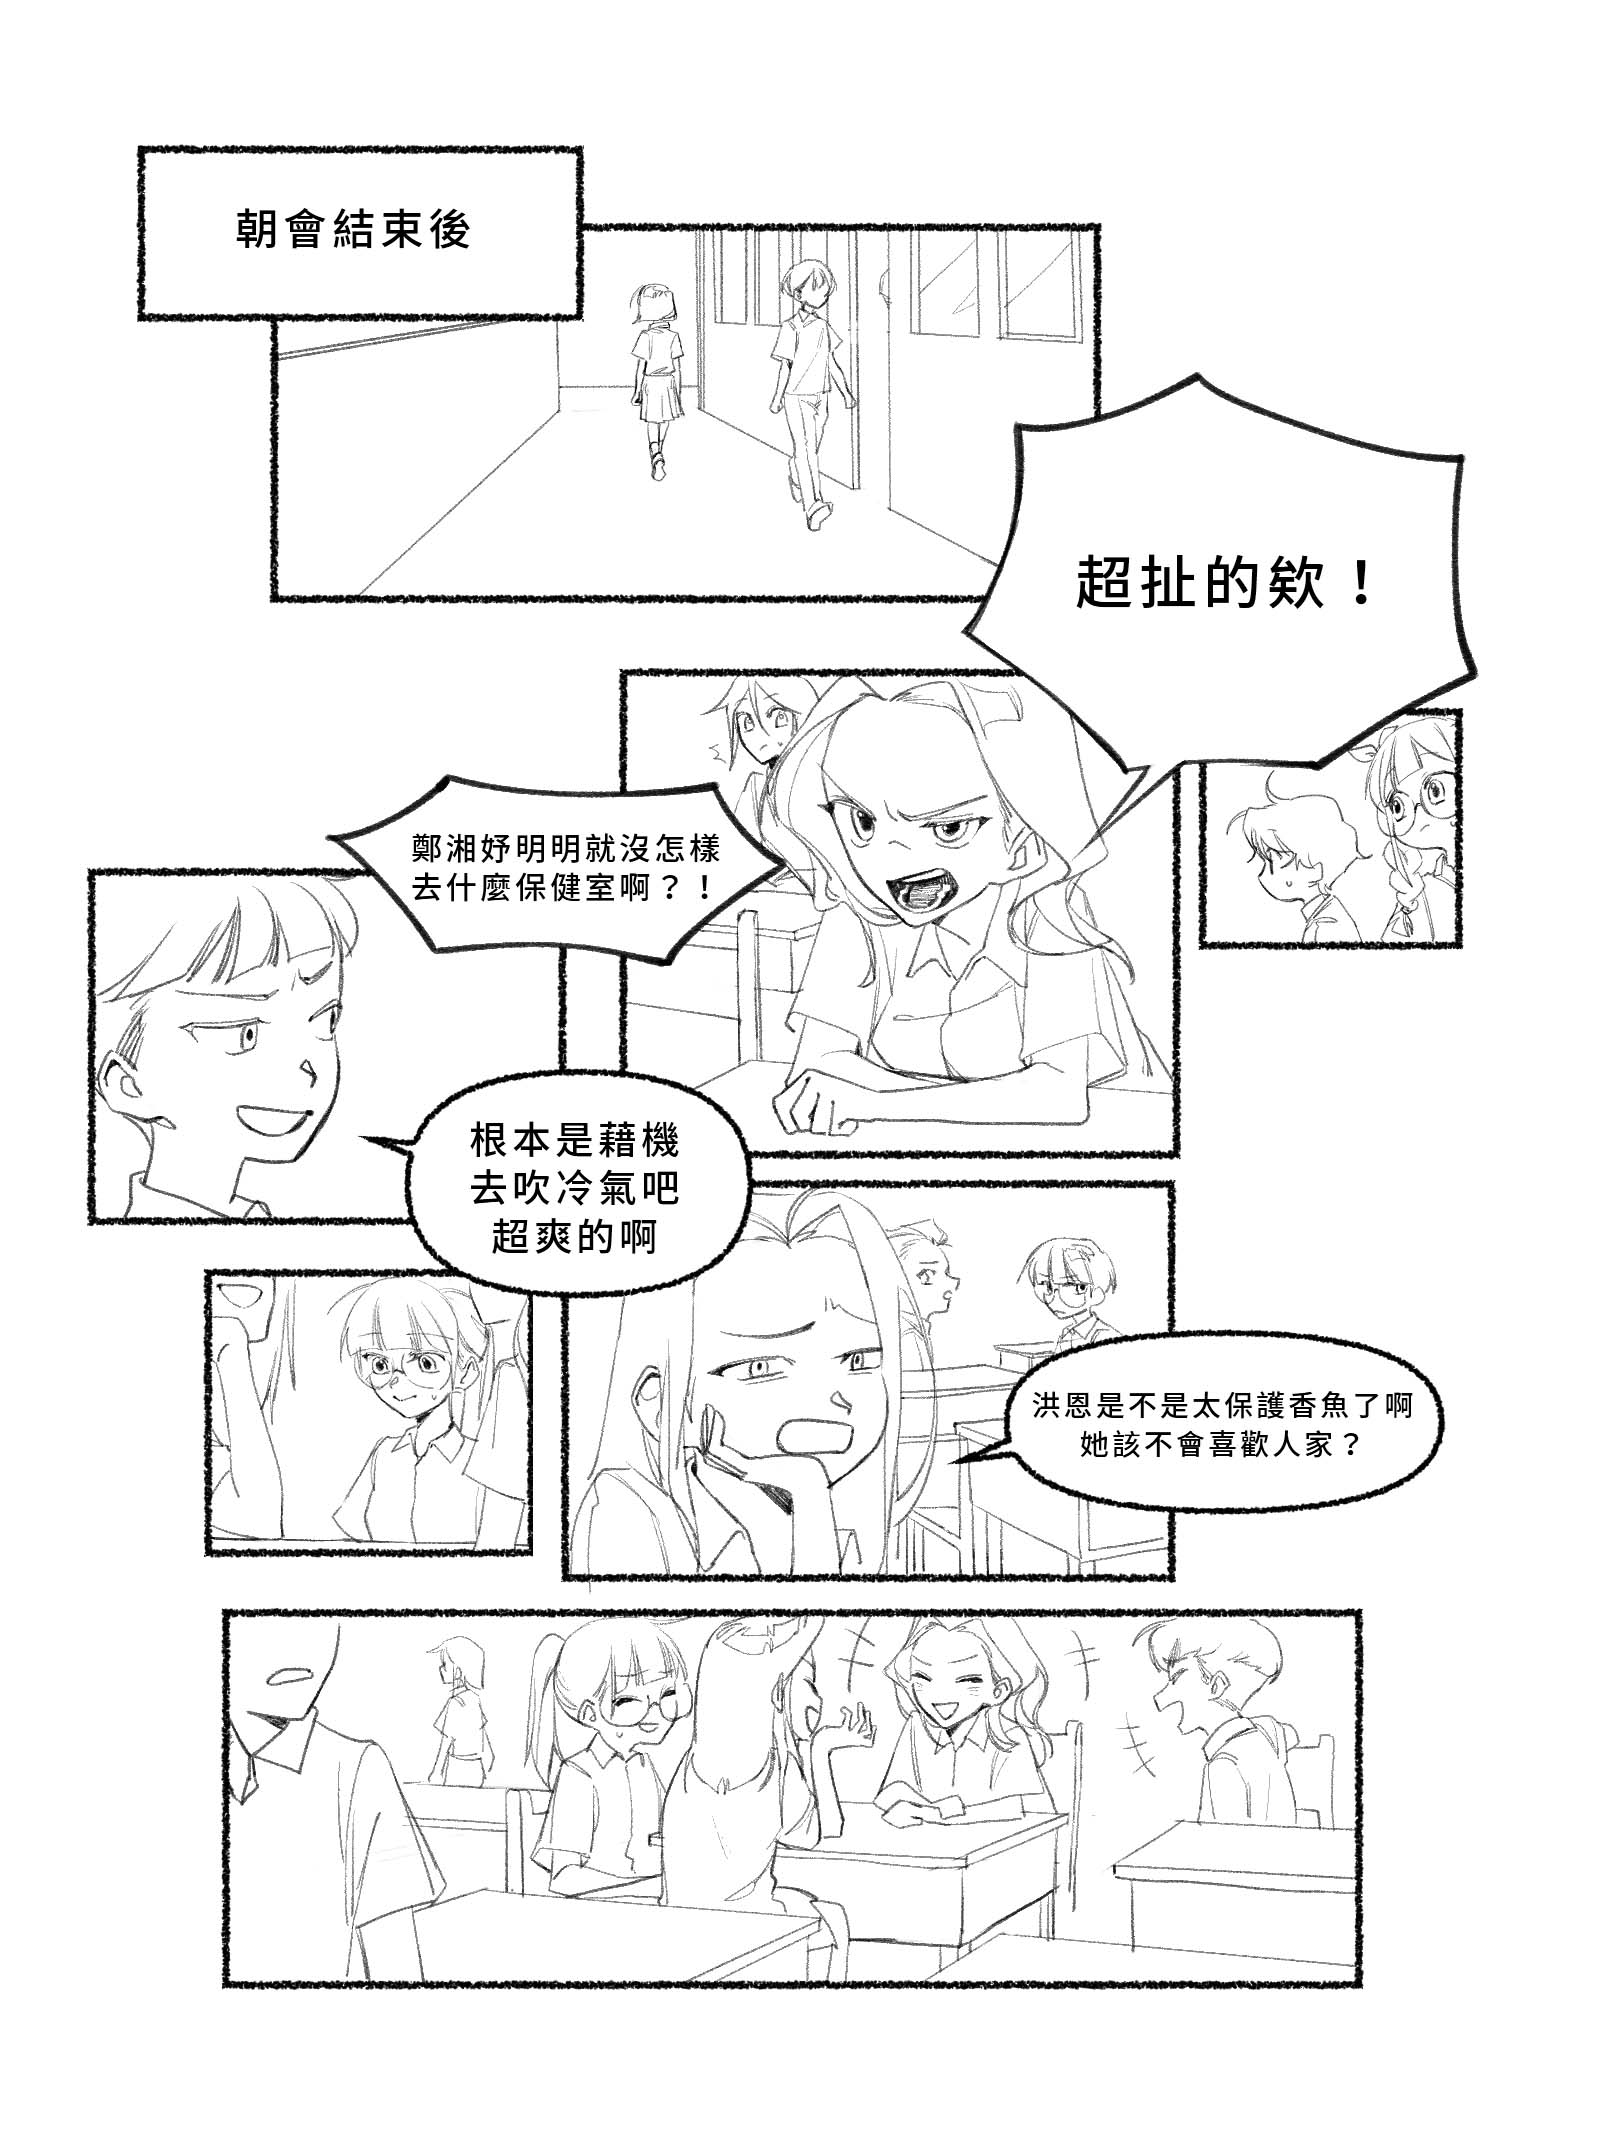 朝會結束後
超扯的欸！
鄭湘妤明明就沒怎樣
去什麼保健室啊？！
根本是藉機
去吹冷氣吧
超爽的啊
洪恩是不是太保護香魚了啊
她該不會喜歡人家？